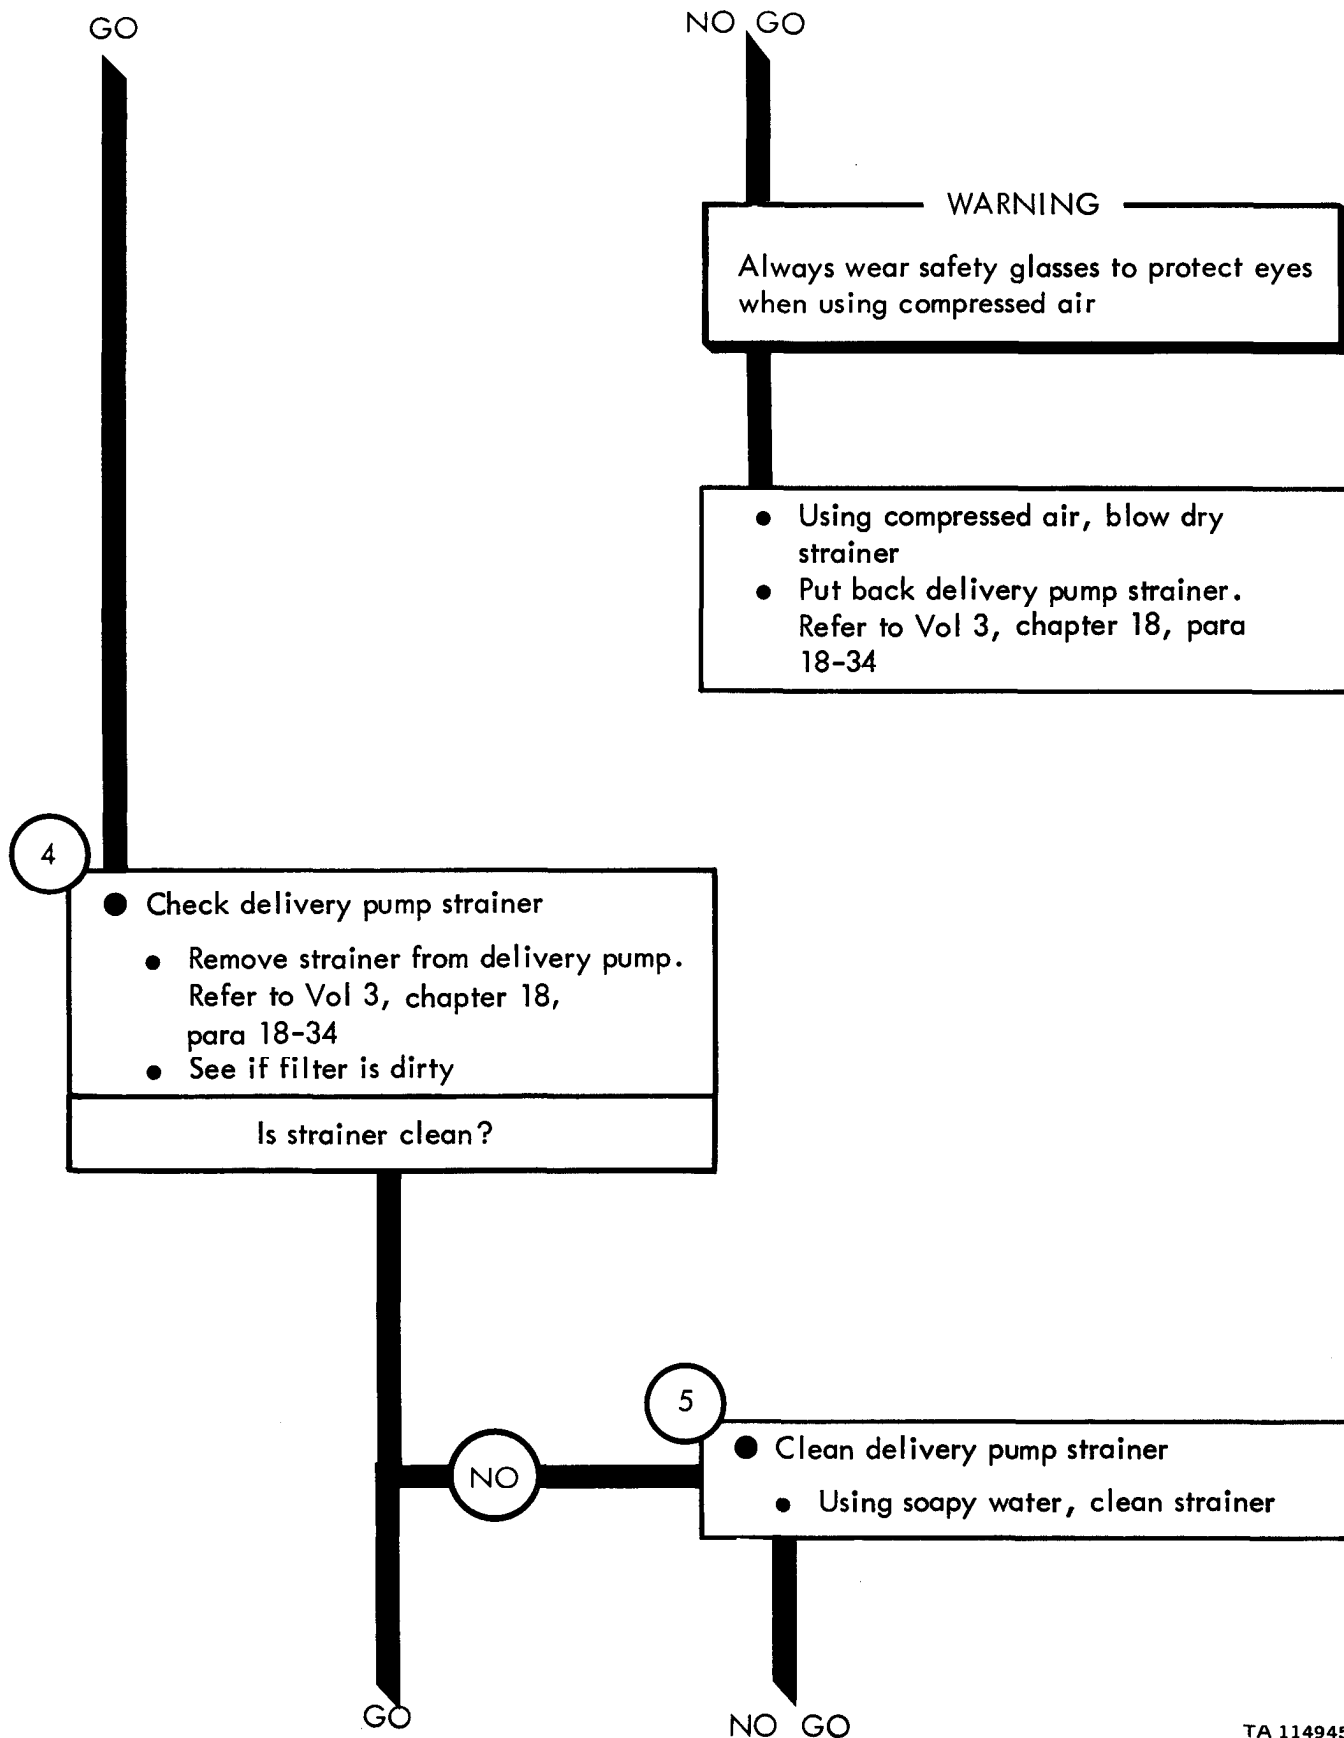 GO
NO GO
WARNING
Always wear safety glasses to protect eyes
when using compressed air
● Using compressed air, blow dry
strainer
● Put back delivery pump strainer.
Refer to Vol 3, chapter 18, para
18-34
4
● Check delivery pump strainer
● Remove strainer from delivery pump.
Refer to Vol 3, chapter 18,
para 18-34
● See if filter is dirty
Is strainer clean?
5
● Clean delivery pump strainer
● Using soapy water, clean strainer
NO
GO
NO GO
TA 114945